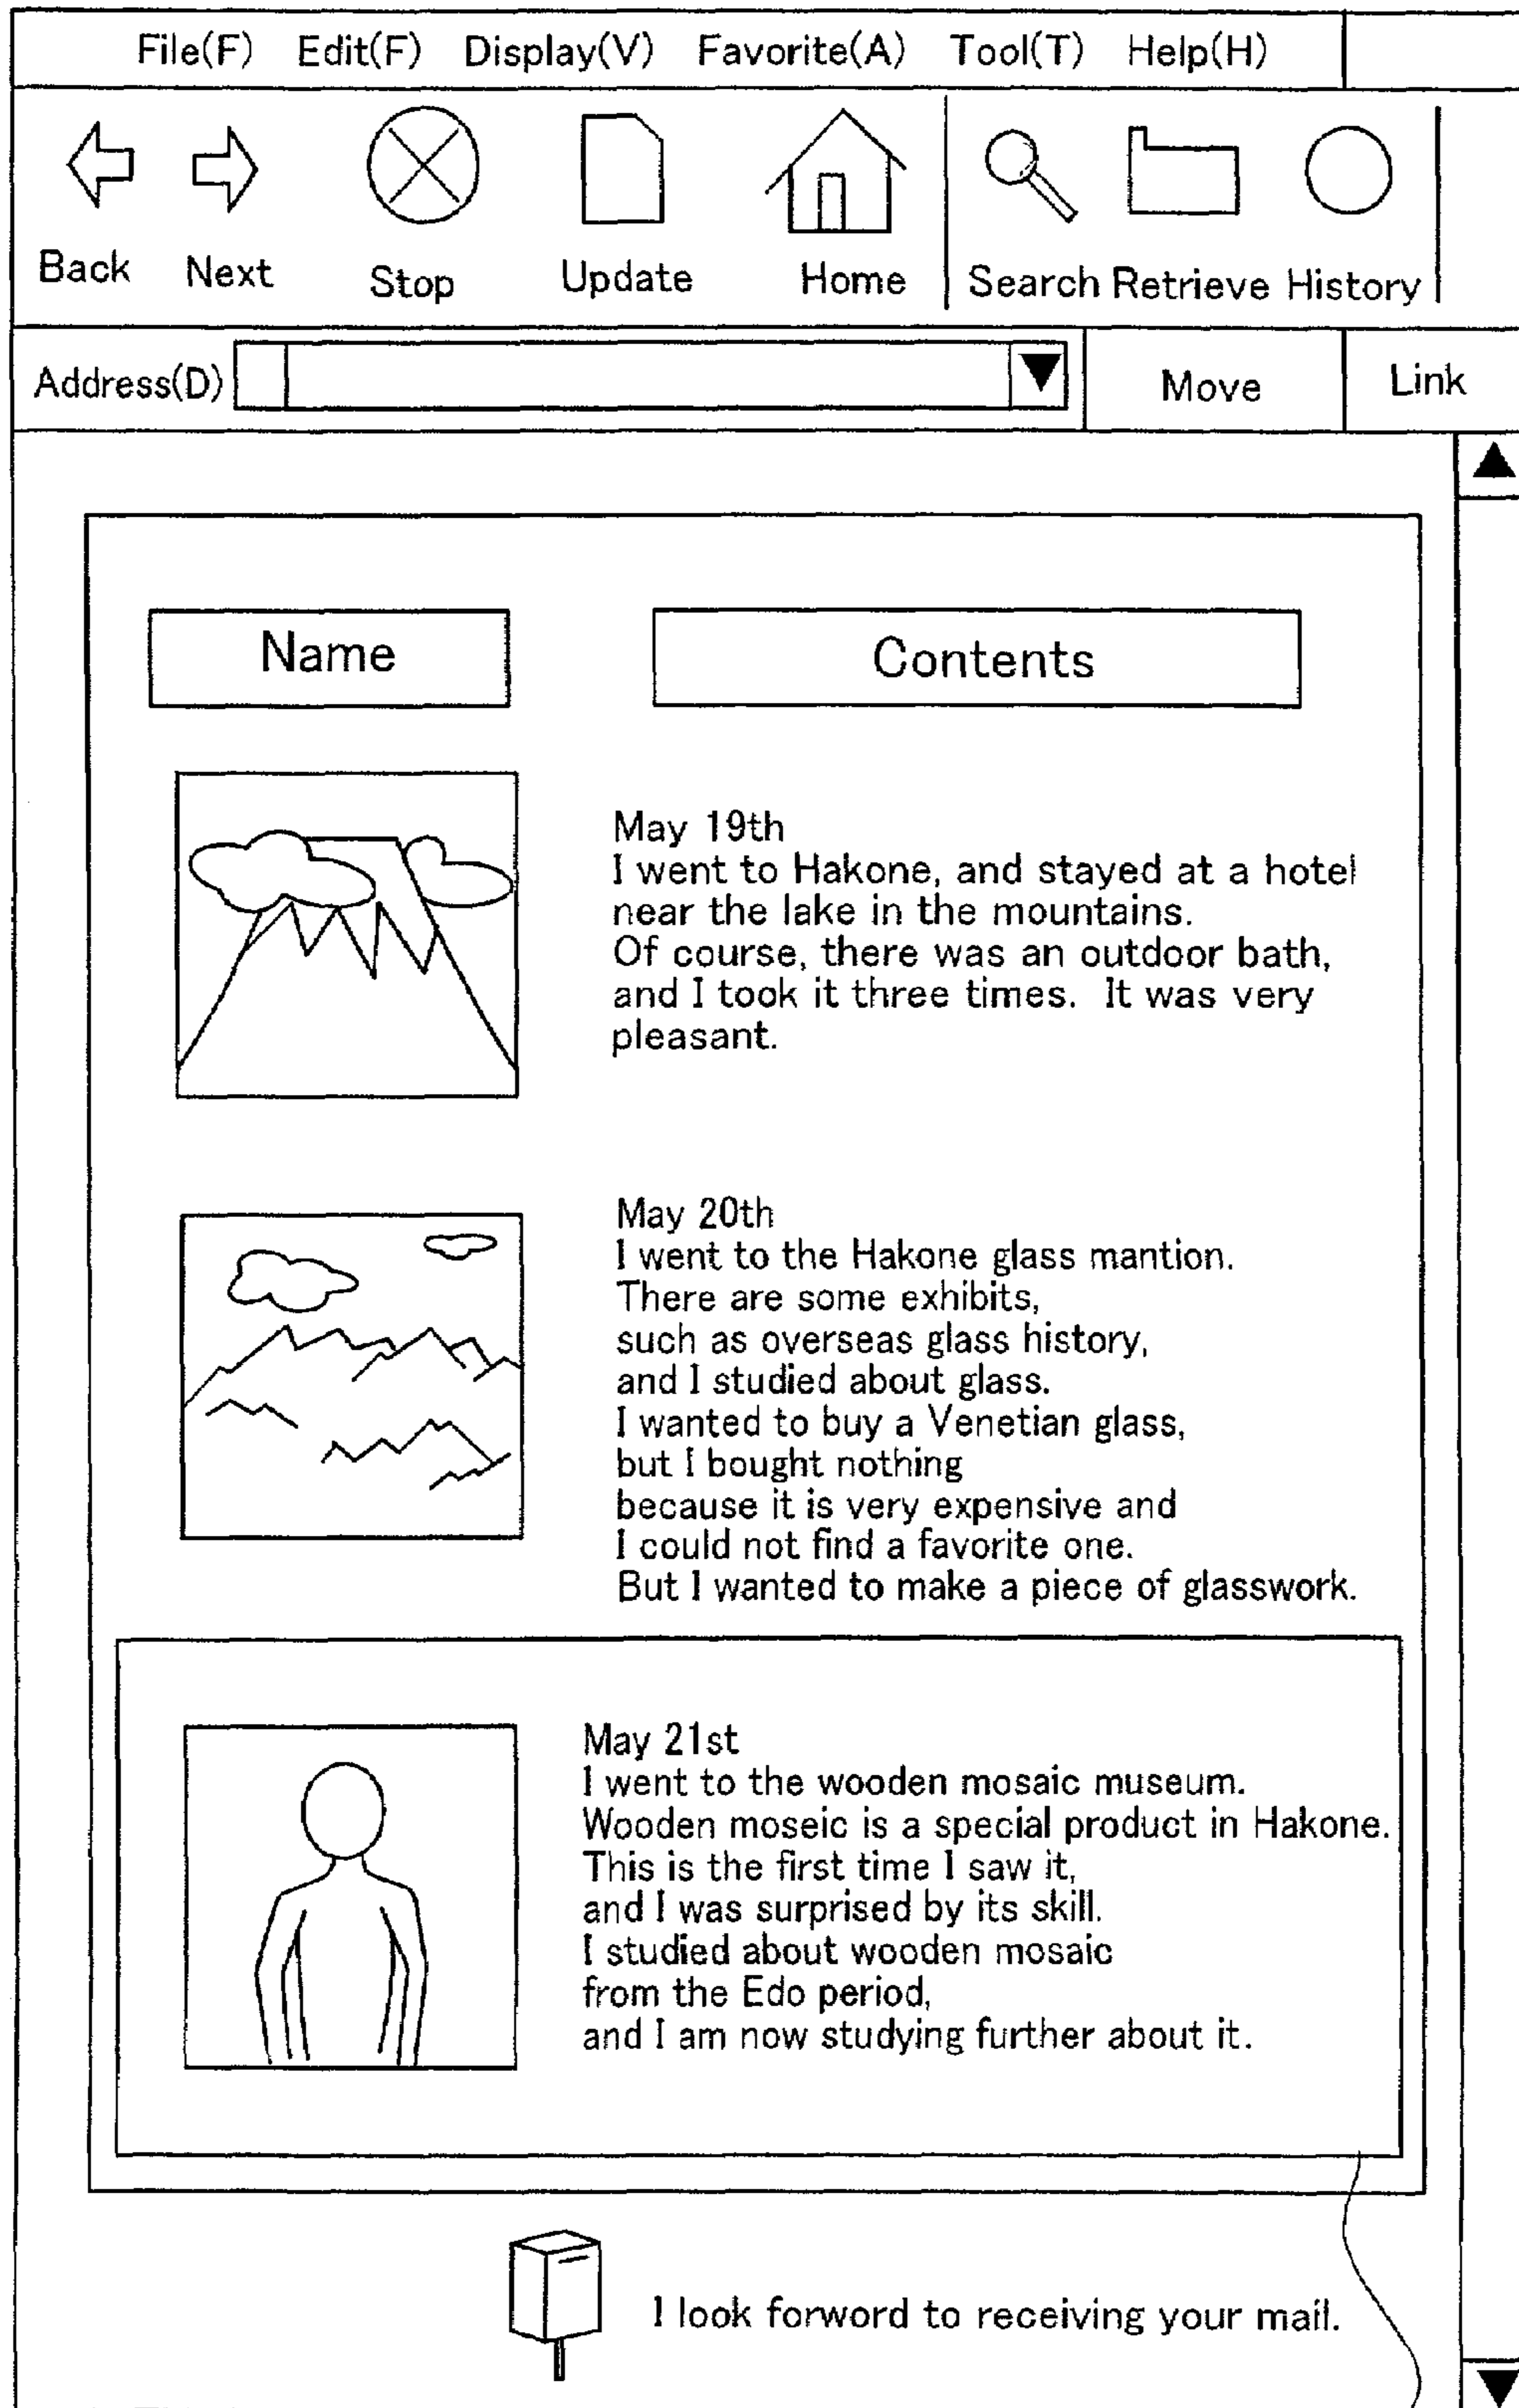 File(F) Edit(F) Display(V) Favorite(A) Tool(T) Help(H)
Back Next Stop Update Home Search Retrieve History
Address(D) Move Link
Name Contents
May 19th
I went to Hakone, and stayed at a hotel
near the lake in the mountains.
Of course, there was an outdoor bath,
and I took it three times. It was very
pleasant.
May 20th
I went to the Hakone glass mantion.
There are some exhibits,
such as overseas glass history,
and I studied about glass.
I wanted to buy a Venetian glass,
but I bought nothing
because it is very expensive and
I could not find a favorite one.
But I wanted to make a piece of glasswork.
May 21st
I went to the wooden mosaic museum.
Wooden moseic is a special product in Hakone.
This is the first time I saw it,
and I was surprised by its skill.
I studied about wooden mosaic
from the Edo period,
and I am now studying further about it.
I look forword to receiving your mail.